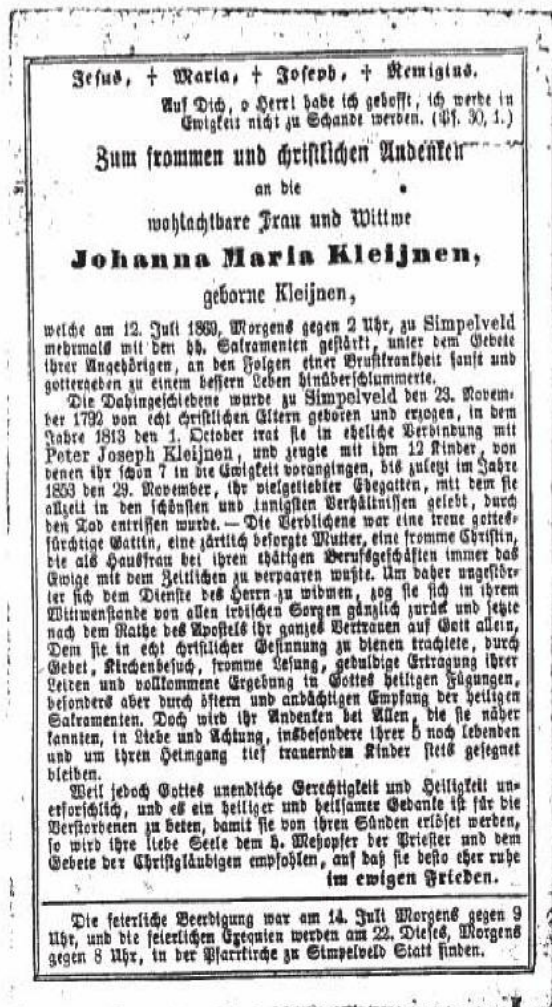 Jesus, † Maria, † Joseph, † Remigius.
Auf Dich, o Herr! habe ich gehofft, ich werde in
Ewigkeit nicht zu Schande werden. (Ps. 30, 1.)
Zum frommen und christlichen Andenken
an die
wohlachtbare Frau und Wittwe
Johanna Maria Kleijnen,
geborne Kleijnen,
welche am 12. Juli 1869, Morgens gegen 2 Uhr, zu Simpelveld
mehrmals mit den hh. Sakramenten gestärkt, unter dem Gebete
ihrer Angehörigen, an den Folgen einer Brustkrankheit sanft und
gottergeben zu einem bessern Leben hinüberschlummerte.
Die Dahingeschiedene wurde zu Simpelveld den 23. Novem-
ber 1792 von echt christlichen Eltern geboren und erzogen, in dem
Jahre 1813 den 1. October trat sie in eheliche Verbindung mit
Peter Joseph Kleijnen, und zeugte mit ihm 12 Kinder, von
denen ihr schon 7 in die Ewigkeit vorangingen, bis zuletzt im Jahre
1853 den 29. November, ihr vielgeliebter Ehegatten, mit dem sie
allzeit in den schönsten und innigsten Verhältnissen gelebt, durch
den Tod entrissen wurde. — Die Verblichene war eine treue gottes-
fürchtige Gattin, eine zärtlich besorgte Mutter, eine fromme Christin,
die als Hausfrau bei ihren thätigen Berufsgeschäften immer das
Ewige mit dem Zeitlichen zu verpaaren wußte. Um daher ungestör-
ter sich dem Dienste des Herrn zu widmen, zog sie sich in ihrem
Wittwenstande von allen irdischen Sorgen gänzlich zurück und setzte
nach dem Rathe des Apostels ihr ganzes Vertrauen auf Gott allein,
Dem sie in echt christlicher Gesinnung zu dienen trachtete, durch
Gebet, Kirchenbesuch, fromme Lesung, geduldige Ertragung ihrer
Leiden und vollkommene Ergebung in Gottes heiligen Fügungen,
besonders aber durch öftern und andächtigen Empfang der heiligen
Sakramenten. Doch wird ihr Andenken bei Allen, die sie näher
kannten, in Liebe und Achtung, insbesondere ihrer 5 noch lebenden
und um ihren Heimgang tief trauernden Kinder stets gesegnet
bleiben.
Weil jedoch Gottes unendliche Gerechtigkeit und Heiligkeit un-
erforschlich, und es ein heiliger und heilsamer Gedanke ist für die
Verstorbenen zu beten, damit sie von ihren Sünden erlöset werden,
so wird ihre liebe Seele dem h. Meßopfer der Priester und dem
Gebete der Christgläubigen empfohlen, auf daß sie desto eher ruhe
im ewigen Frieden.
Die feierliche Beerdigung war am 14. Juli Morgens gegen 9
Uhr, und die feierlichen Exequien werden am 22. Dieses, Morgens
gegen 8 Uhr, in der Pfarrkirche zu Simpelveld Statt finden.